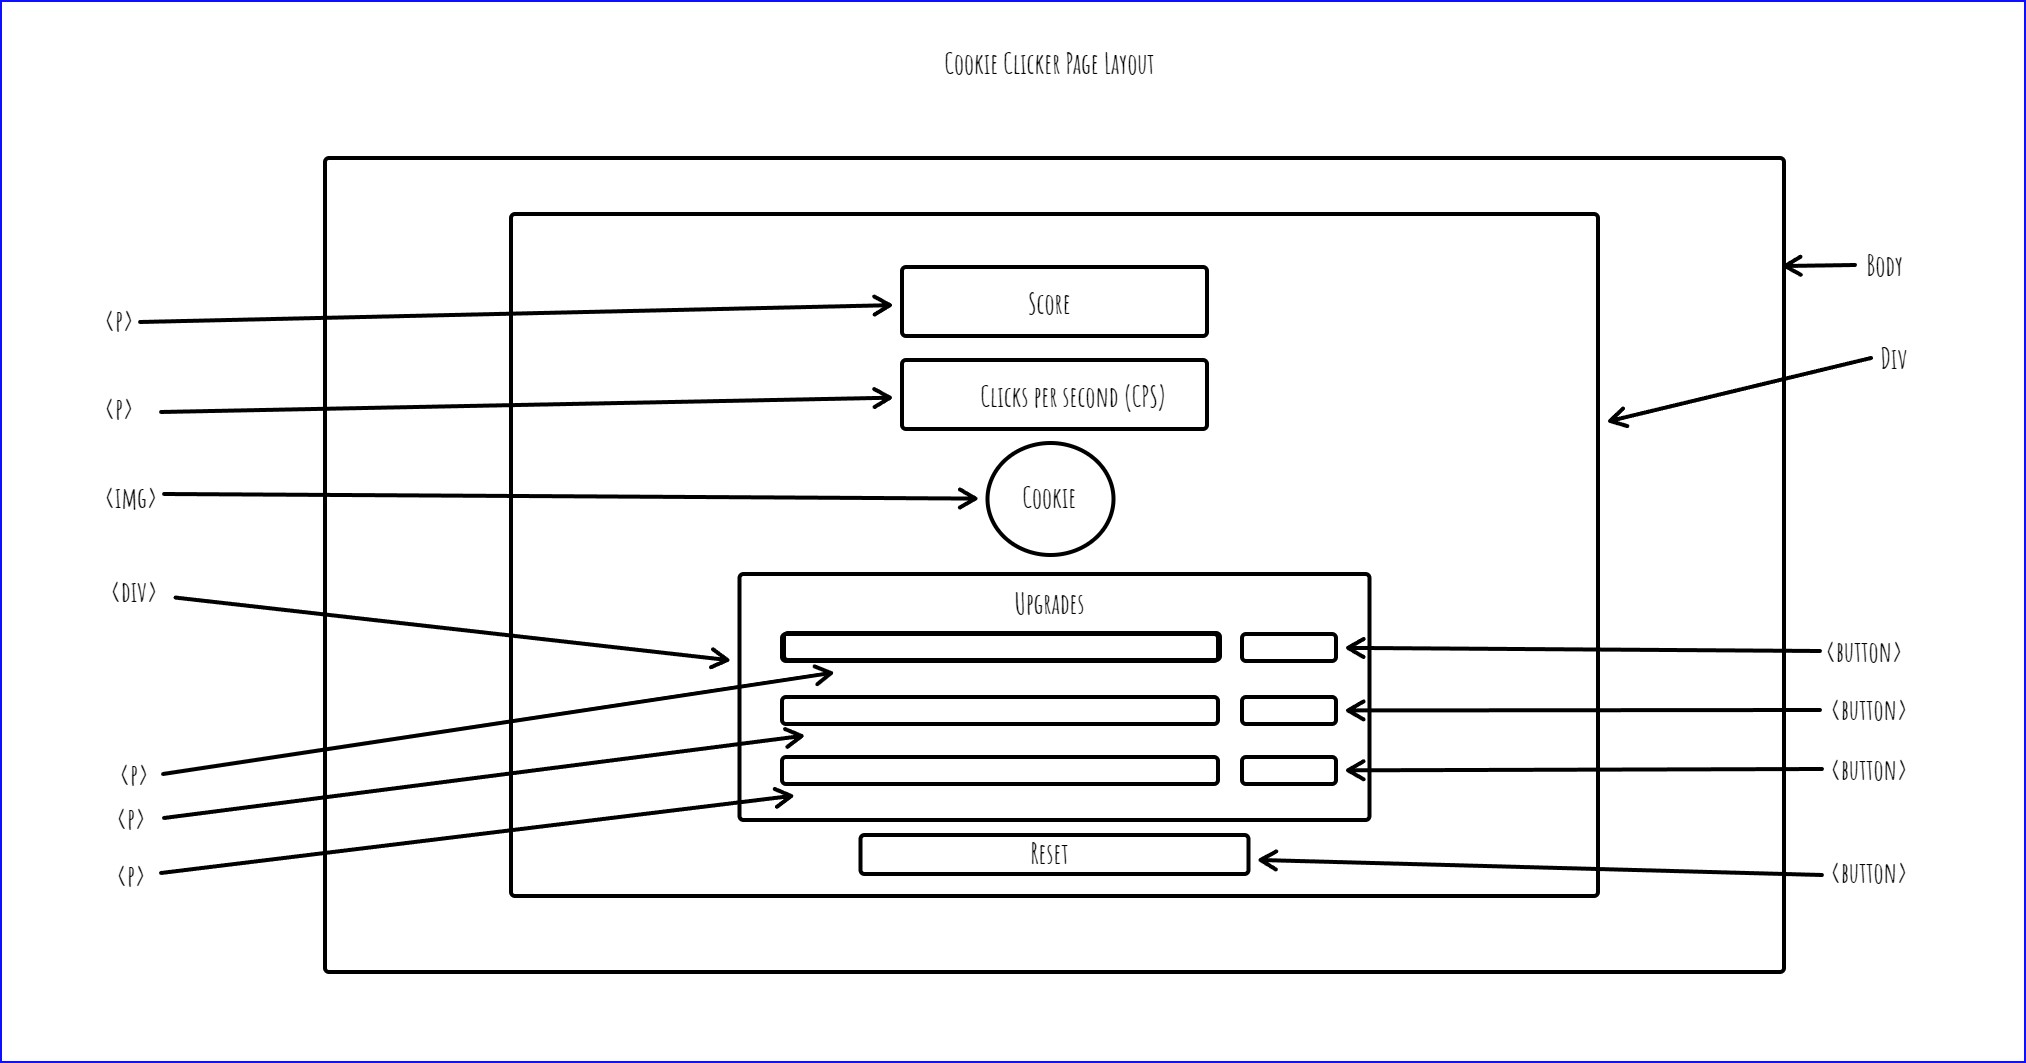 Cookie Clicker Page Layout
Body
Score
<p>
Div
Clicks per second (CPS)
<p>
Cookie
<img>
<div>
Upgrades
<button>
<button>
<p>
<button>
<p>
Reset
<p>
<button>